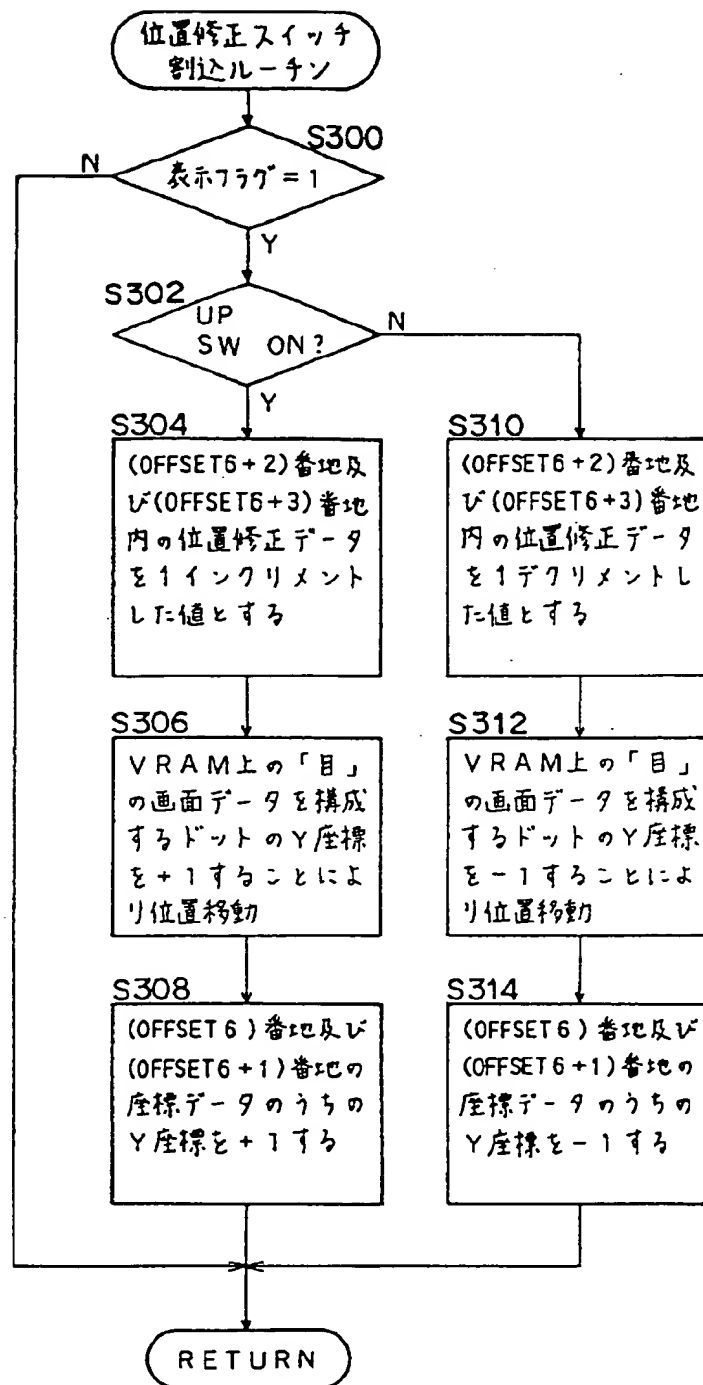 位置修正スイッチ
割込ルーチン
S300
N
表示フラグ=1
Y
S302
UP
SW ON?
N
Y
S304
(OFFSET6+2)番地及
び(OFFSET6+3)番地
内の位置修正データ
を1インクリメント
した値とする
S310
(OFFSET6+2)番地及
び(OFFSET6+3)番地
内の位置修正データ
を1デクリメントし
た値とする
S306
VRAM上の「目」
の画面データを構成
するドットのY座標
を+1することによ
り位置移動
S312
VRAM上の「目」
の画面データを構成
するドットのY座標
を-1することによ
り位置移動
S308
(OFFSET6)番地及び
(OFFSET6+1)番地の
座標データのうちの
Y座標を+1する
S314
(OFFSET6)番地及び
(OFFSET6+1)番地の
座標データのうちの
Y座標を-1する
RETURN